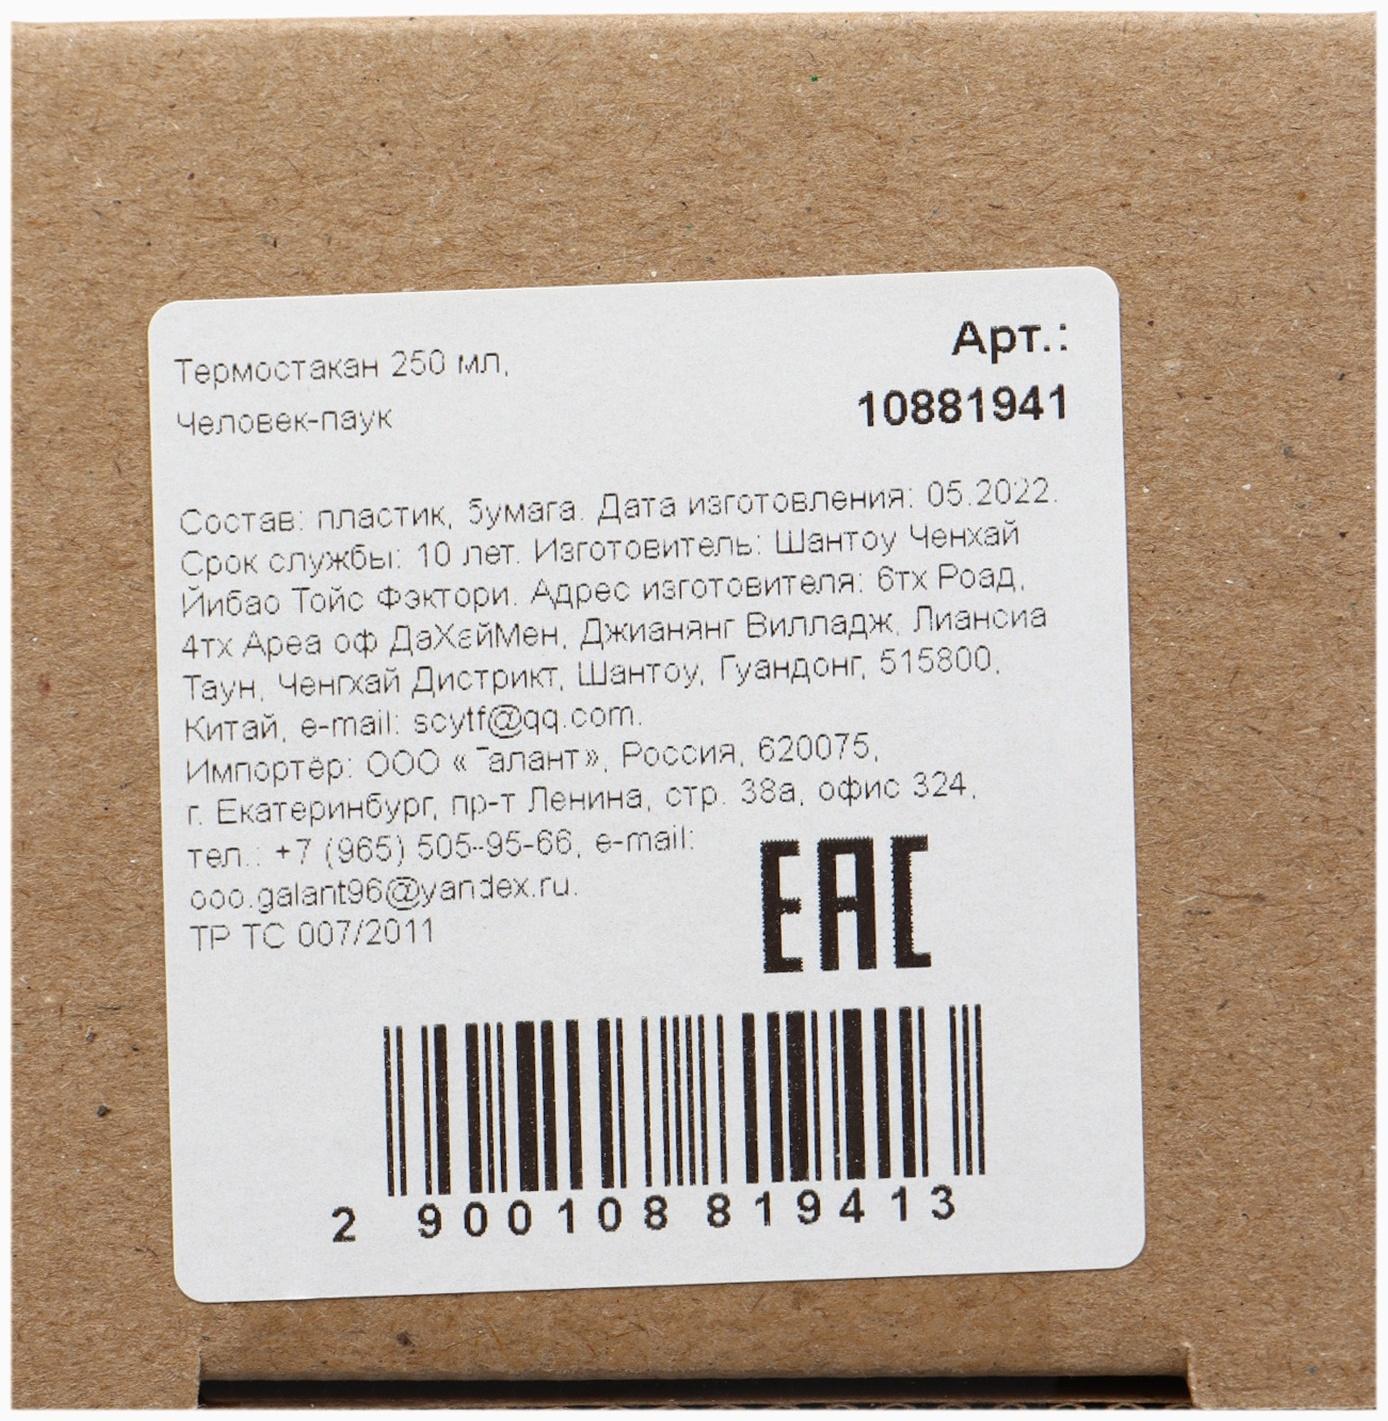 Термостакан 250 мл,
Человек-паук
Арт.:
10881941
Состав: пластик, бумага. Дата изготовления: 05.2022.
Срок службы: 10 лет. Изготовитель: Шантоу Ченхай
Йибао Тойс Фэктори. Адрес изготовителя: 6тх Роад,
4тх Ареа оф ДаХейМен, Джианянг Вилладж, Лиансиа
Таун, Ченгхай Дистрикт, Шантоу, Гуандонг, 515800,
Китай, e-mail: scytf@qq.com.
Импортёр: ООО «Галант», Россия, 620075,
г. Екатеринбург, пр-т Ленина, стр. 38а, офис 324,
тел.: +7 (965) 505-95-66, e-mail:
ooo.galant96@yandex.ru.
ТР ТС 007/2011
EAC
2 900108 819413